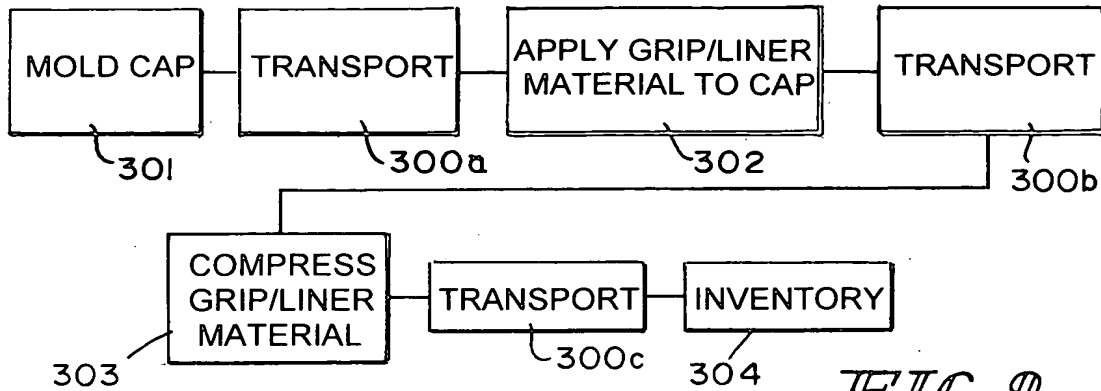 MOLD CAP
TRANSPORT
APPLY GRIP/LINER
MATERIAL TO CAP
TRANSPORT
301
300a
302
300b
COMPRESS
GRIP/LINER
MATERIAL
TRANSPORT
INVENTORY
303
300c
304